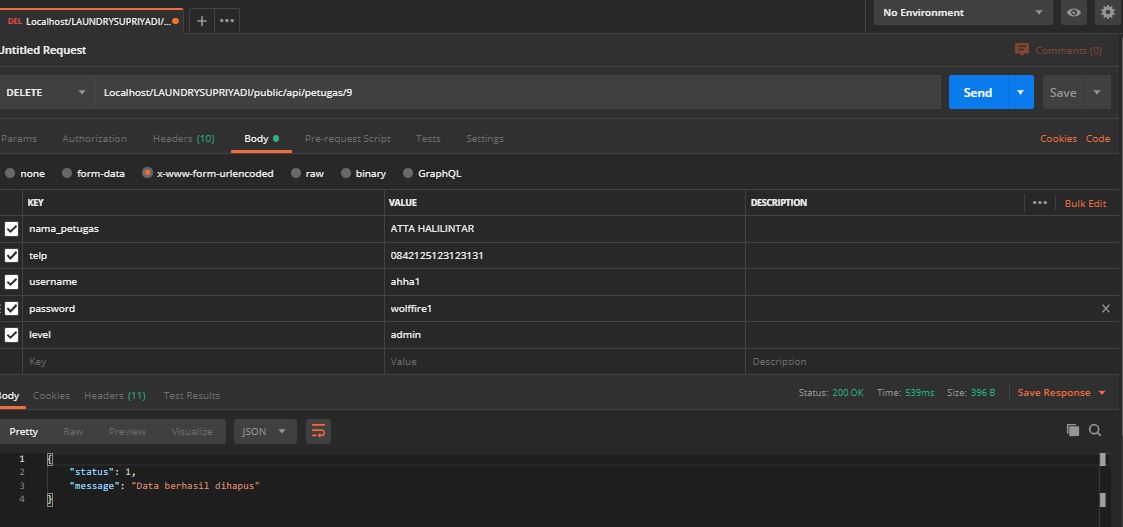 DEL Localhost/LAUNDRYSUPRIYADI/... + ••• No Environment
Untitled Request Comments (0)
DELETE Localhost/LAUNDRYSUPRIYADI/public/api/petugas/9 Send Save
Params Authorization Headers (10) Body Pre-request Script Tests Settings Cookies Code
none form-data x-www-form-urlencoded raw binary GraphQL
KEY VALUE DESCRIPTION ••• Bulk Edit
nama_petugas ATTA HALILINTAR
telp 0842125123123131
username ahha1
password wolffire1
level admin
Key Value Description
Body Cookies Headers (11) Test Results Status: 200 OK Time: 539ms Size: 396 B Save Response
Pretty Raw Preview Visualize JSON
1 {
2 "status": 1,
3 "message": "Data berhasil dihapus"
4 }